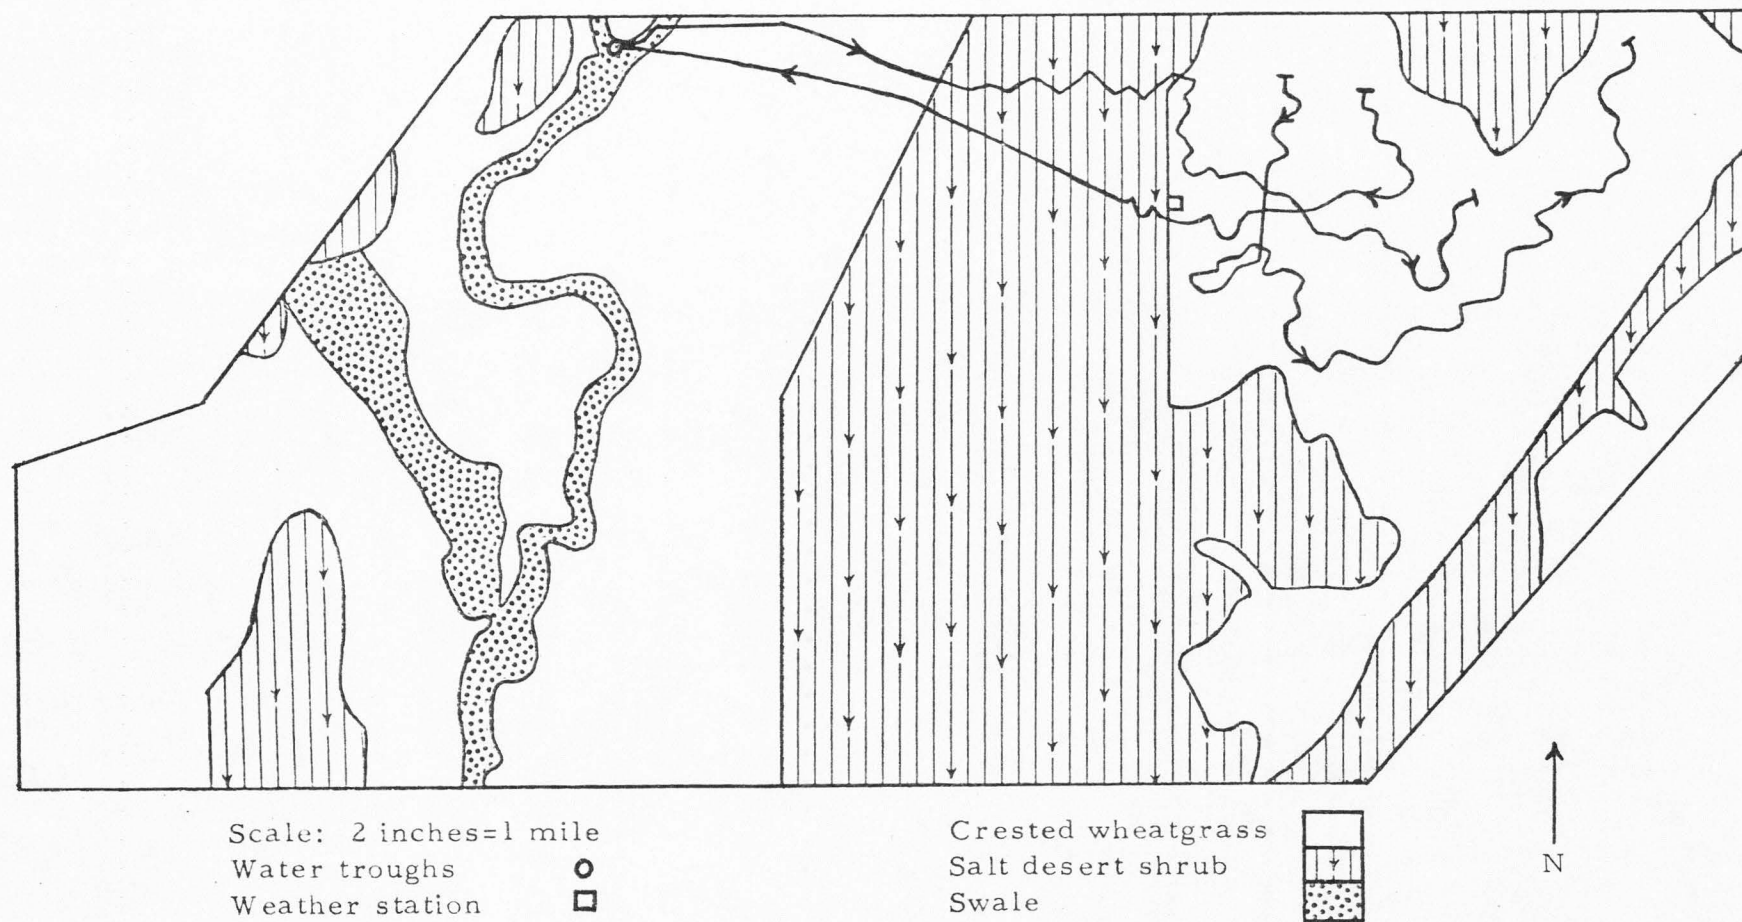 Scale: 2 inches=1 mile
Water troughs
Weather station
Crested wheatgrass
Salt desert shrub
Swale
N